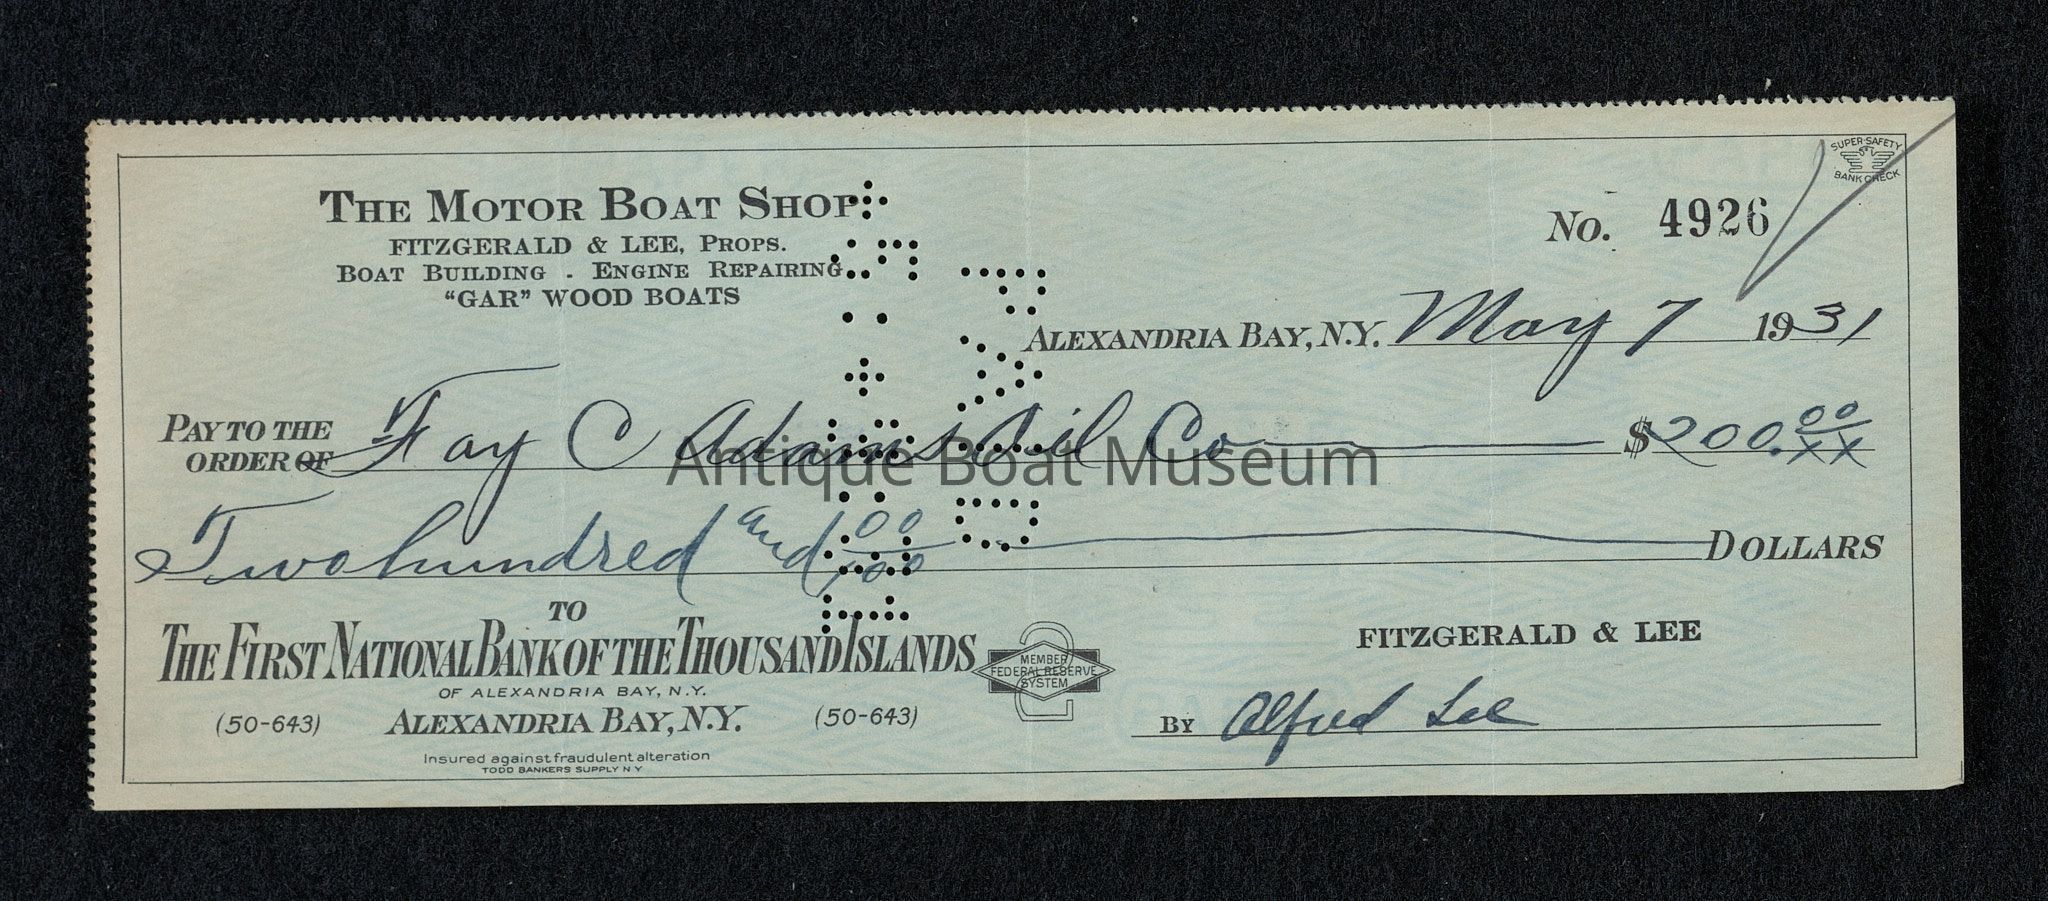 SUPER-SAFETY
BANK CHECK
THE MOTOR BOAT SHOP
FITZGERALD & LEE, PROPS.
BOAT BUILDING . ENGINE REPAIRING
"GAR" WOOD BOATS
No. 4926
ALEXANDRIA BAY, N.Y. May 7 1931
PAY TO THE
ORDER OF Fay C Adams Oil Co $200.00/XX
Antique Boat Museum
Two hundred and 00/100 DOLLARS
TO
THE FIRST NATIONAL BANK OF THE THOUSAND ISLANDS
OF ALEXANDRIA BAY, N.Y.
(50-643) ALEXANDRIA BAY, N.Y. (50-643)
Insured against fraudulent alteration
TODD BANKERS SUPPLY N Y
2
MEMBER
FEDERAL RESERVE
SYSTEM
FITZGERALD & LEE
BY Alfred Lee
PAID